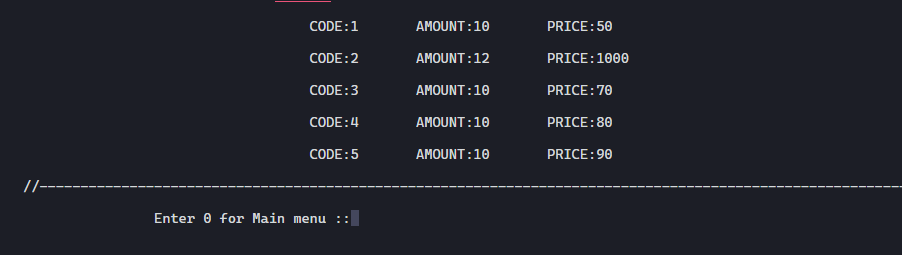 CODE:1 AMOUNT:10 PRICE:50
CODE:2 AMOUNT:12 PRICE:1000
CODE:3 AMOUNT:10 PRICE:70
CODE:4 AMOUNT:10 PRICE:80
CODE:5 AMOUNT:10 PRICE:90
//------------------------------------------------------------------------------------------------------------
Enter 0 for Main menu ::